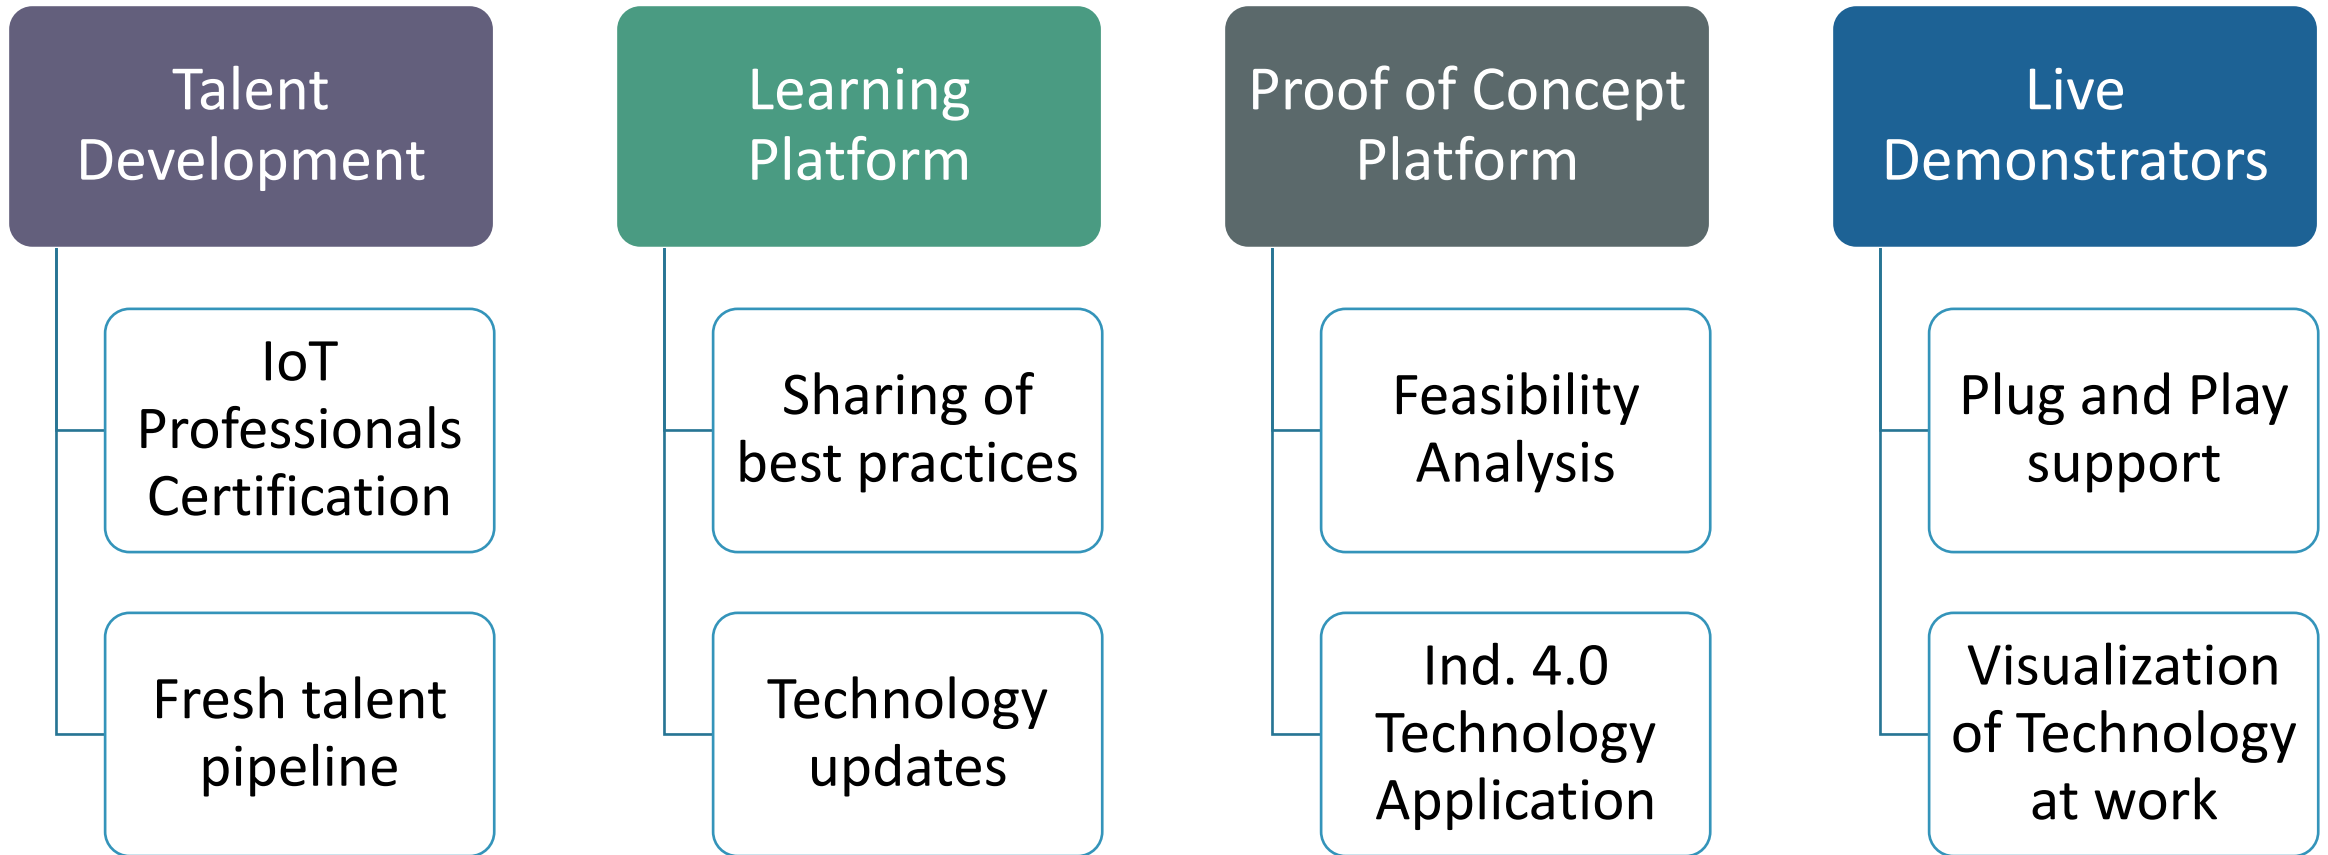 Talent
Development
IoT
Professionals
Certification
Fresh talent
pipeline
Learning
Platform
Sharing of
best practices
Technology
updates
Proof of Concept
Platform
Feasibility
Analysis
Ind. 4.0
Technology
Application
Live
Demonstrators
Plug and Play
support
Visualization
of Technology
at work